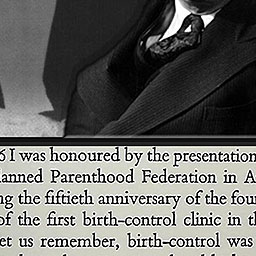 6 I was honoured by the presentation
lanned Parenthood Federation in A
ng the fiftieth anniversary of the four
of the first birth-control clinic in th
et us remember, birth-control was